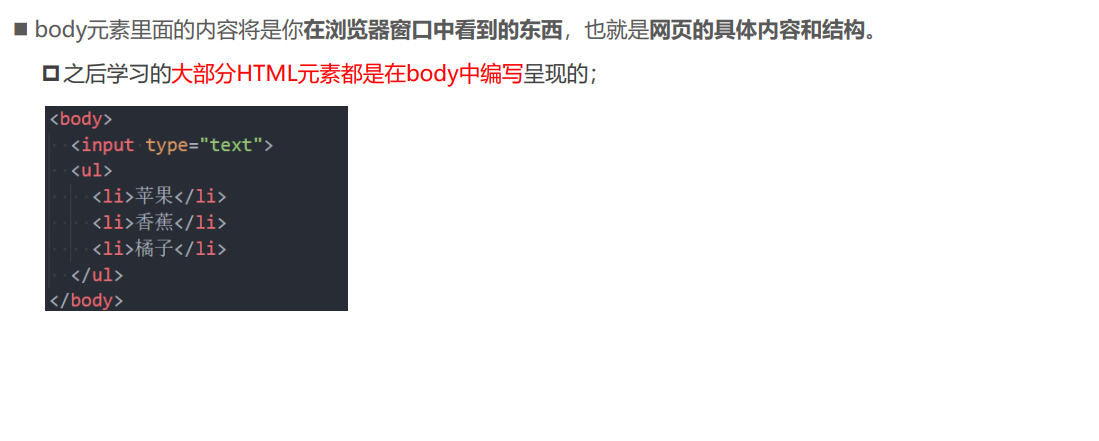 ■ body元素里面的内容将是你在浏览器窗口中看到的东西，也就是网页的具体内容和结构。
之后学习的大部分HTML元素都是在body中编写呈现的；
<body>
  <input type="text">
  <ul>
    <li>苹果</li>
    <li>香蕉</li>
    <li>橘子</li>
  </ul>
</body>